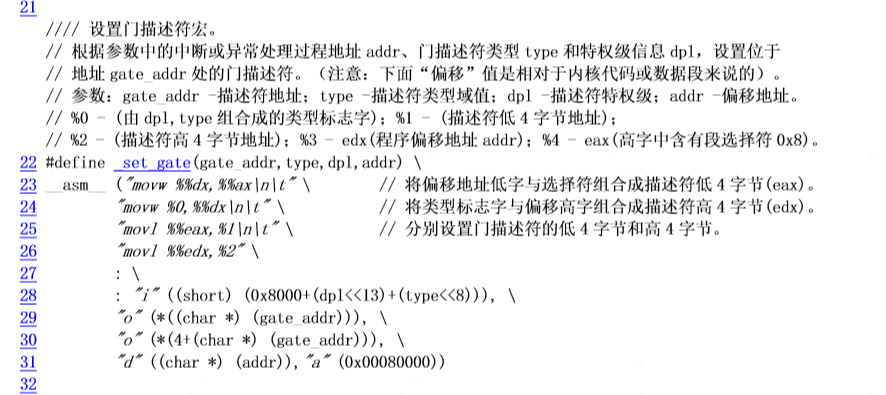 21
//// 设置门描述符宏。
// 根据参数中的中断或异常处理过程地址 addr、门描述符类型 type 和特权级信息 dpl，设置位于
// 地址 gate_addr 处的门描述符。（注意：下面“偏移”值是相对于内核代码或数据段来说的）。
// 参数：gate_addr -描述符地址；type -描述符类型域值；dpl -描述符特权级；addr -偏移地址。
// %0 - (由 dpl,type 组合成的类型标志字)；%1 - (描述符低 4 字节地址)；
// %2 - (描述符高 4 字节地址)；%3 - edx(程序偏移地址 addr)；%4 - eax(高字中含有段选择符 0x8)。
22 #define _set_gate(gate_addr,type,dpl,addr) \
23 __asm__ ("movw %%dx,%%ax\n\t" \ // 将偏移地址低字与选择符组合成描述符低 4 字节(eax)。
24 "movw %0,%%dx\n\t" \ // 将类型标志字与偏移高字组合成描述符高 4 字节(edx)。
25 "movl %%eax,%1\n\t" \ // 分别设置门描述符的低 4 字节和高 4 字节。
26 "movl %%edx,%2" \
27 : \
28 : "i" ((short) (0x8000+(dpl<<13)+(type<<8))), \
29 "o" (*((char *) (gate_addr))), \
30 "o" (*(4+(char *) (gate_addr))), \
31 "d" ((char *) (addr)),"a" (0x00080000))
32